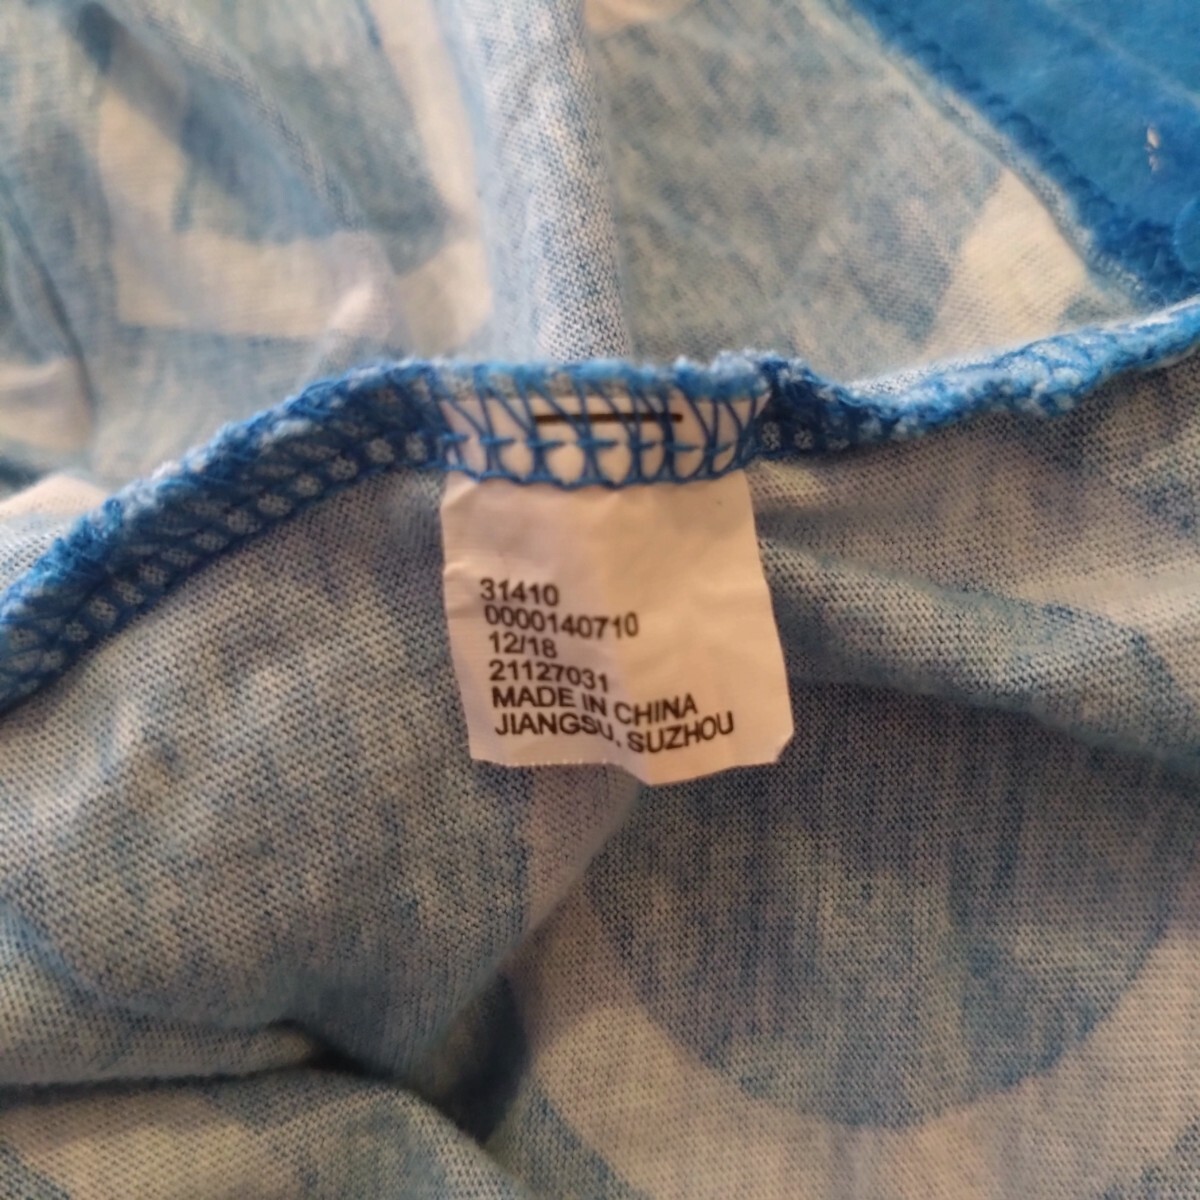 31410
0000140710
12/18
21127031
MADE IN CHINA
JIANGSU, SUZHOU